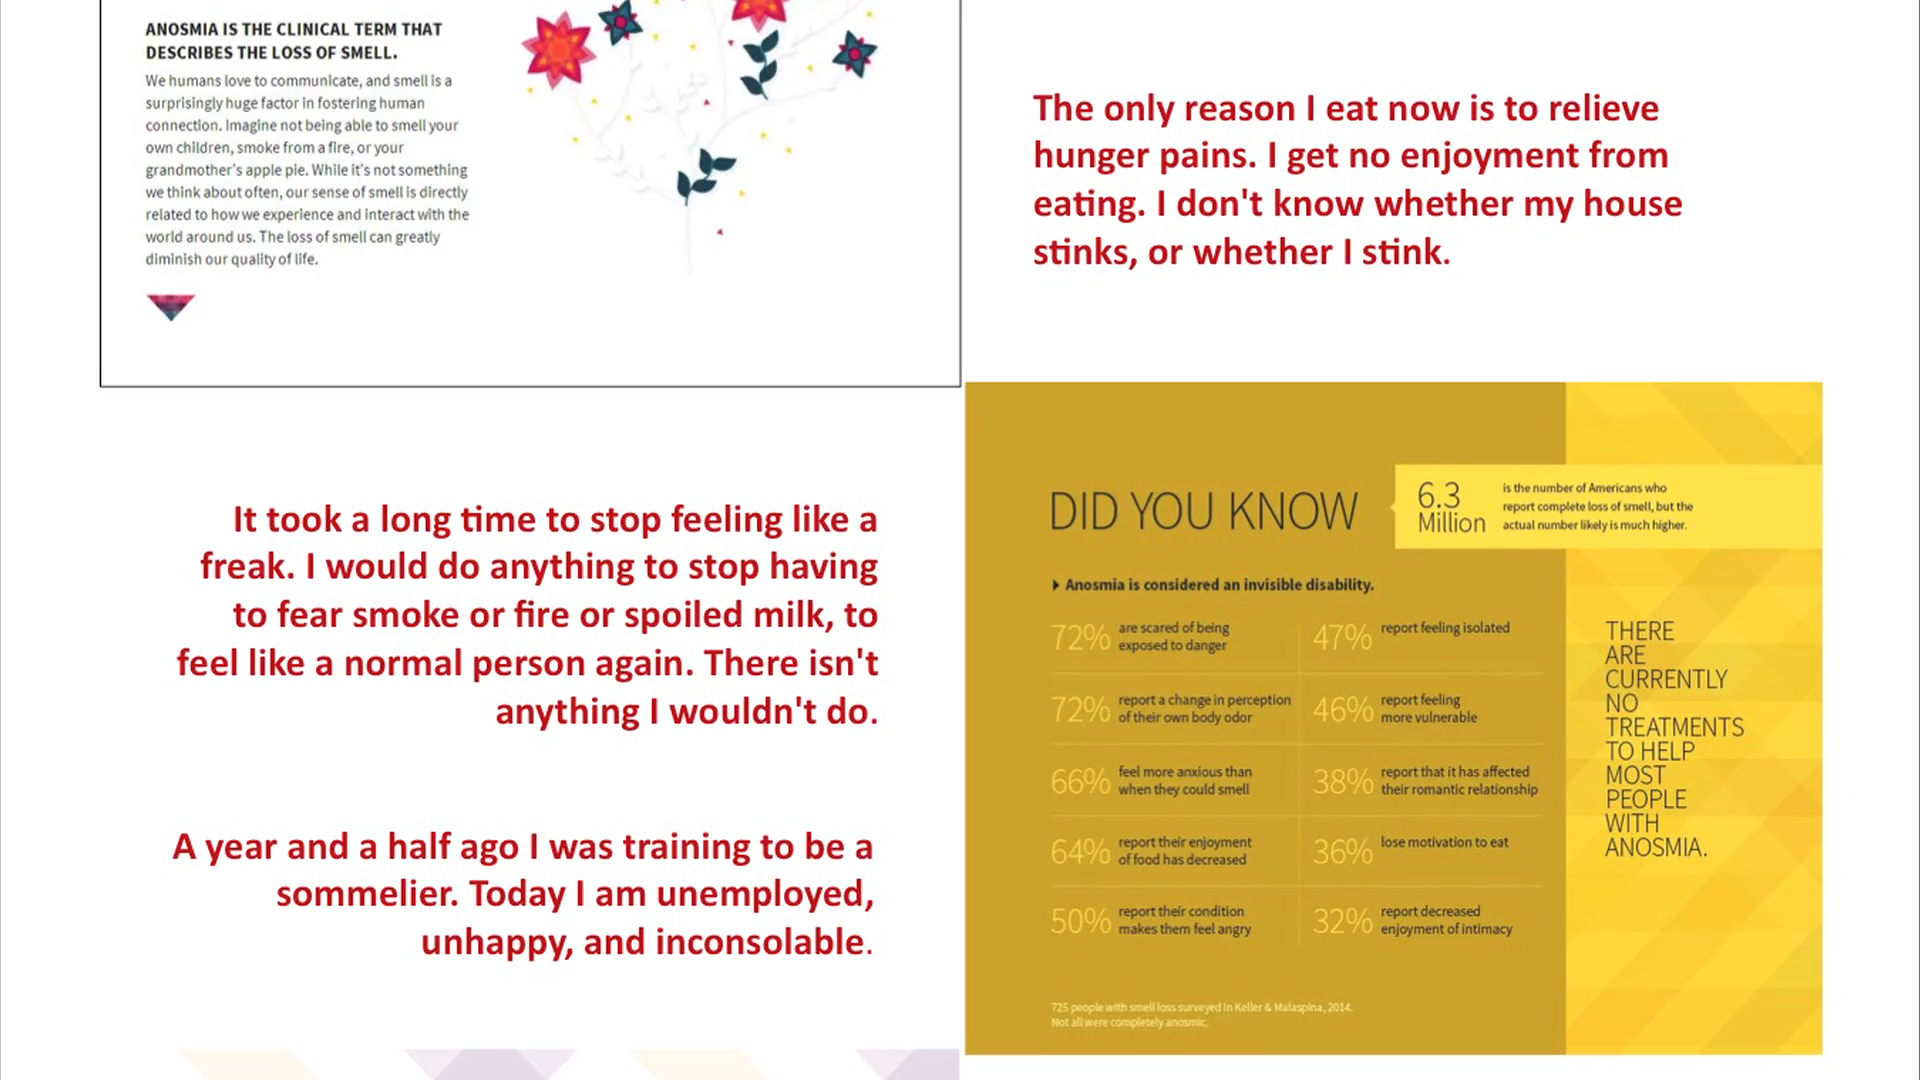 ANOSMIA IS THE CLINICAL TERM THAT
DESCRIBES THE LOSS OF SMELL.
We humans love to communicate, and smell is a
surprisingly huge factor in fostering human
connection. Imagine not being able to smell your
own children, smoke from a fire, or your
grandmother's apple pie. While it's not something
we think about often, our sense of smell is directly
related to how we experience and interact with the
world around us. The loss of smell can greatly
diminish our quality of life.
The only reason I eat now is to relieve
hunger pains. I get no enjoyment from
eating. I don't know whether my house
stinks, or whether I stink.
It took a long time to stop feeling like a
freak. I would do anything to stop having
to fear smoke or fire or spoiled milk, to
feel like a normal person again. There isn't
anything I wouldn't do.
A year and a half ago I was training to be a
sommelier. Today I am unemployed,
unhappy, and inconsolable.
DID YOU KNOW
6.3
Million
is the number of Americans who
report complete loss of smell, but the
actual number likely is much higher.
Anosmia is considered an invisible disability.
72% are scared of being
exposed to danger
72% report a change in perception
of their own body odor
66% feel more anxious than
when they could smell
64% report their enjoyment
of food has decreased
50% report their condition
makes them feel angry
47% report feeling isolated
46% report feeling
more vulnerable
38% report that it has affected
their romantic relationship
36% lose motivation to eat
32% report decreased
enjoyment of intimacy
725 people with smell loss surveyed in Keller & Malaspina, 2014.
Not all were completely anosmic.
THERE
ARE
CURRENTLY
NO
TREATMENTS
TO HELP
MOST
PEOPLE
WITH
ANOSMIA.